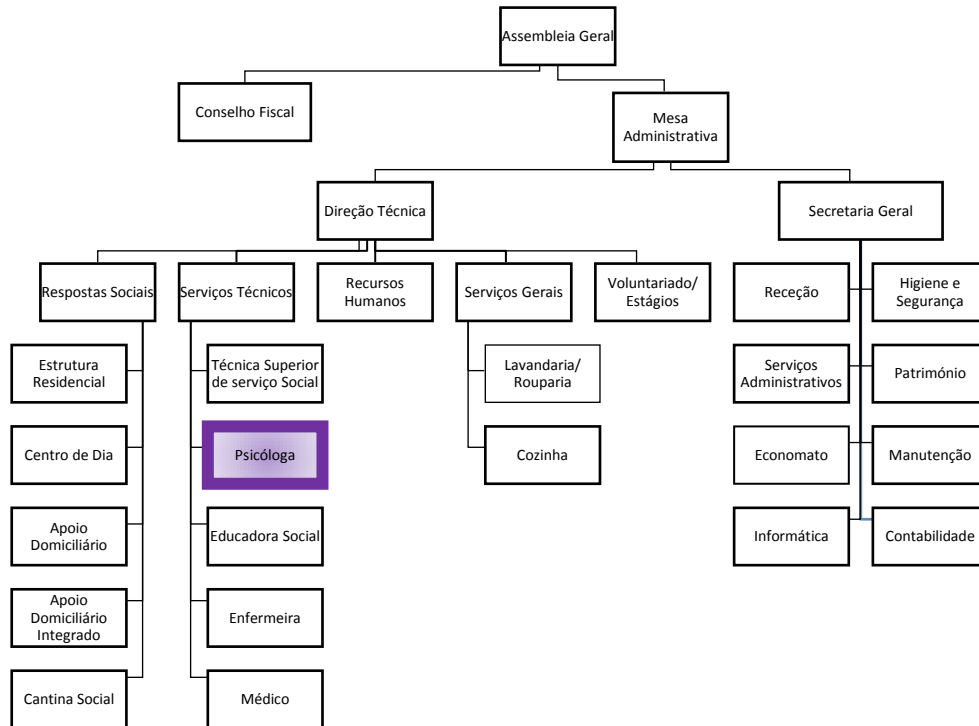 Assembleia Geral
Conselho Fiscal
Mesa
Administrativa
Direção Técnica
Secretaria Geral
Respostas Sociais
Serviços Técnicos
Recursos
Humanos
Serviços Gerais
Voluntariado/
Estágios
Receção
Higiene e
Segurança
Estrutura
Residencial
Técnica Superior
de serviço Social
Lavandaria/
Rouparia
Serviços
Administrativos
Património
Centro de Dia
Psicóloga
Cozinha
Economato
Manutenção
Apoio
Domiciliário
Educadora Social
Informática
Contabilidade
Apoio
Domiciliário
Integrado
Enfermeira
Cantina Social
Médico